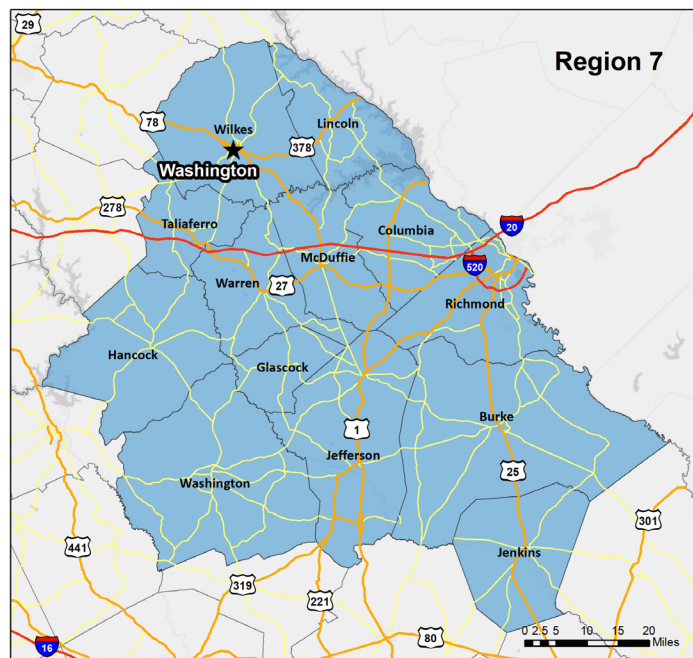 29
Region 7
78
Wilkes
Lincoln
378
Washington
278
Taliaferro
Columbia
20
McDuffie
520
Warren
27
Richmond
Hancock
Glascock
Burke
1
Jefferson
25
Washington
301
441
Jenkins
319
221
80
16
0 2.5 5 10 15 20
Miles